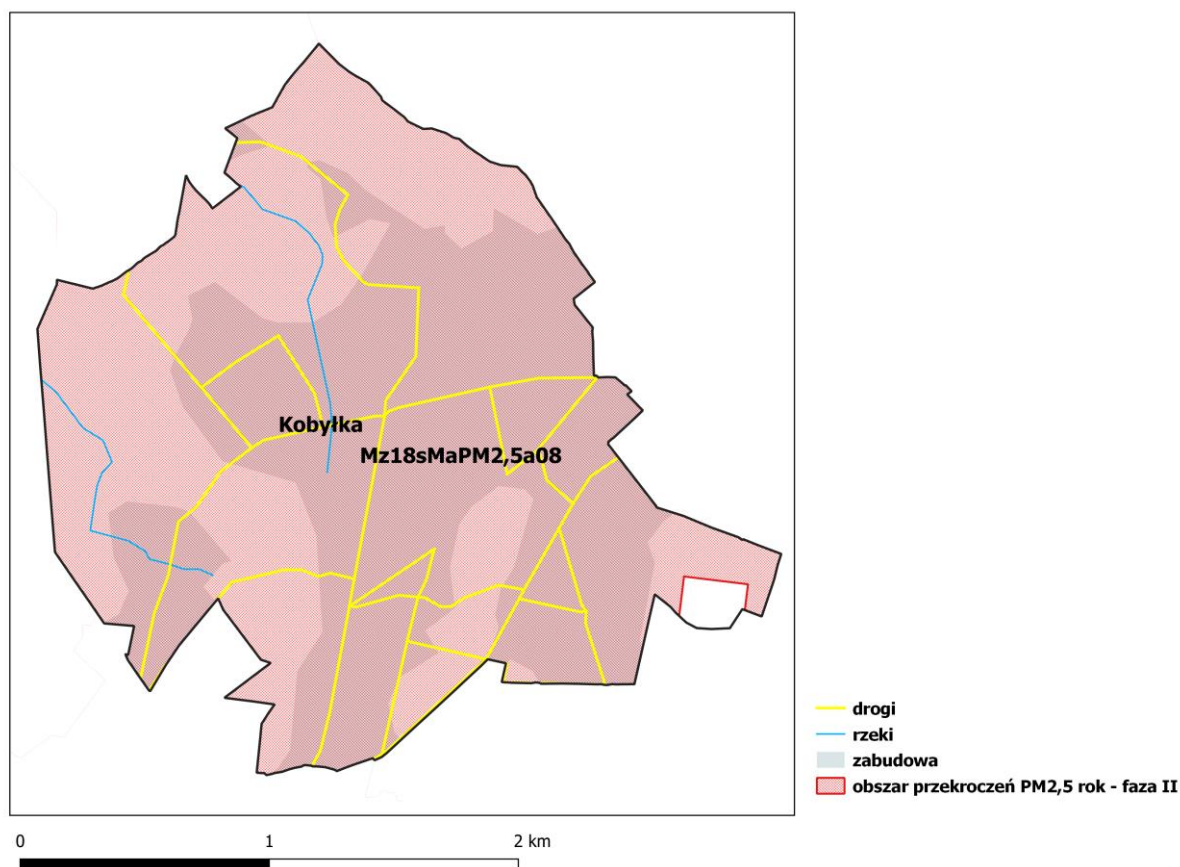 Kobyłka
Mz18sMaPM2,5a08
drogi
rzeki
zabudowa
obszar przekroczeń PM2,5 rok - faza II
0 1 2 km